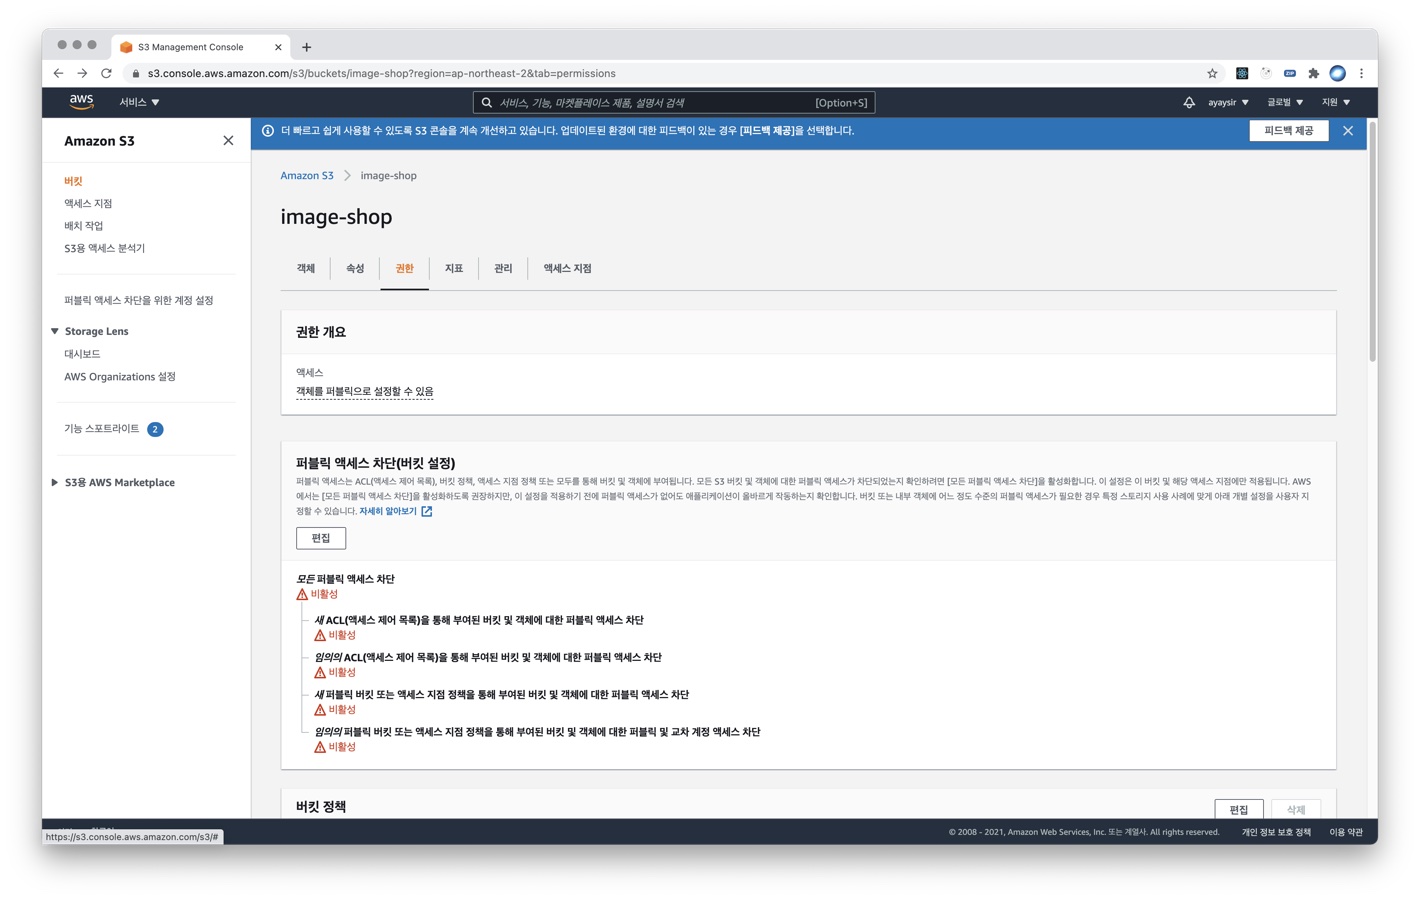 S3 Management Console
s3.console.aws.amazon.com/s3/buckets/image-shop?region=ap-northeast-2&tab=permissions
ZIP
aws
서비스
서비스, 기능, 마켓플레이스 제품, 설명서 검색 [Option+S]
ayaysir
글로벌
지원
Amazon S3
버킷
액세스 지점
배치 작업
S3용 액세스 분석기
퍼블릭 액세스 차단을 위한 계정 설정
Storage Lens
대시보드
AWS Organizations 설정
기능 스포트라이트 2
S3용 AWS Marketplace
더 빠르고 쉽게 사용할 수 있도록 S3 콘솔을 계속 개선하고 있습니다. 업데이트된 환경에 대한 피드백이 있는 경우 [피드백 제공]을 선택합니다.
피드백 제공
Amazon S3 image-shop
image-shop
객체 속성 권한 지표 관리 액세스 지점
권한 개요
액세스
객체를 퍼블릭으로 설정할 수 있음
퍼블릭 액세스 차단(버킷 설정)
퍼블릭 액세스는 ACL(액세스 제어 목록), 버킷 정책, 액세스 지점 정책 또는 모두를 통해 버킷 및 객체에 부여됩니다. 모든 S3 버킷 및 객체에 대한 퍼블릭 액세스가 차단되었는지 확인하려면 [모든 퍼블릭 액세스 차단]을 활성화합니다. 이 설정은 이 버킷 및 해당 액세스 지점에만 적용됩니다. AWS
에서는 [모든 퍼블릭 액세스 차단]을 활성화하도록 권장하지만, 이 설정을 적용하기 전에 퍼블릭 액세스가 없어도 애플리케이션이 올바르게 작동하는지 확인합니다. 버킷 또는 내부 객체에 어느 정도 수준의 퍼블릭 액세스가 필요한 경우 특정 스토리지 사용 사례에 맞게 아래 개별 설정을 사용자 지
정할 수 있습니다. 자세히 알아보기
편집
모든 퍼블릭 액세스 차단
비활성
새 ACL(액세스 제어 목록)을 통해 부여된 버킷 및 객체에 대한 퍼블릭 액세스 차단
비활성
임의의 ACL(액세스 제어 목록)을 통해 부여된 버킷 및 객체에 대한 퍼블릭 액세스 차단
비활성
새 퍼블릭 버킷 또는 액세스 지점 정책을 통해 부여된 버킷 및 객체에 대한 퍼블릭 액세스 차단
비활성
임의의 퍼블릭 버킷 또는 액세스 지점 정책을 통해 부여된 버킷 및 객체에 대한 퍼블릭 및 교차 계정 액세스 차단
비활성
버킷 정책
편집 삭제
https://s3.console.aws.amazon.com/s3/#
© 2008 - 2021, Amazon Web Services, Inc. 또는 계열사. All rights reserved. 개인 정보 보호 정책 이용 약관